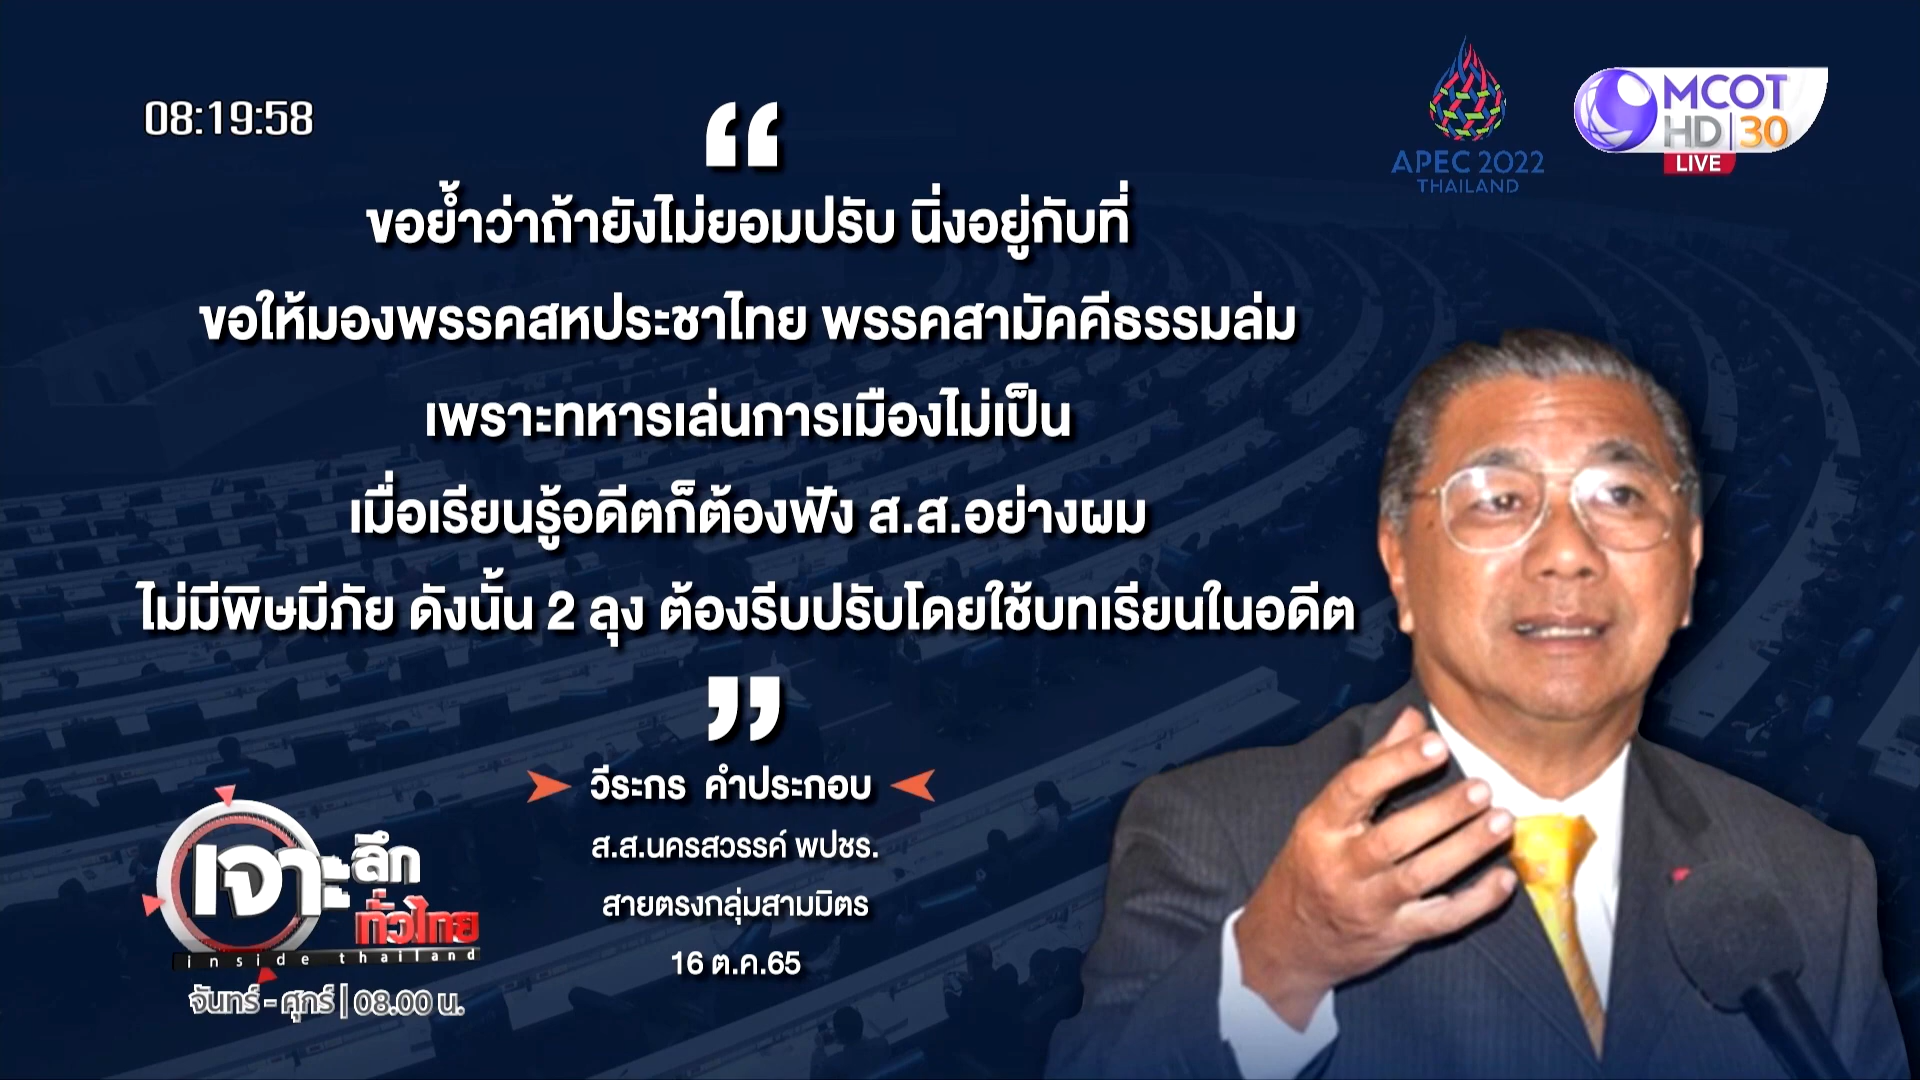 08:19:58
APEC 2022
THAILAND
MCOT
HD 30
LIVE
“
ขอย้ำว่าถ้ายังไม่ยอมปรับ นิ่งอยู่กับที่
ขอให้มองพรรคสหประชาไทย พรรคสามัคคีธรรมล่ม
เพราะทหารเล่นการเมืองไม่เป็น
เมื่อเรียนรู้อดีตก็ต้องฟัง ส.ส.อย่างผม
ไม่มีพิษมีภัย ดังนั้น 2 ลุง ต้องรีบปรับโดยใช้บทเรียนในอดีต
”
วีระกร คำประกอบ
ส.ส.นครสวรรค์ พปชร.
สายตรงกลุ่มสามมิตร
16 ต.ค.65
เจาะลึก
ทั่วไทย
inside thailand
จันทร์ - ศุกร์ | 08.00 น.